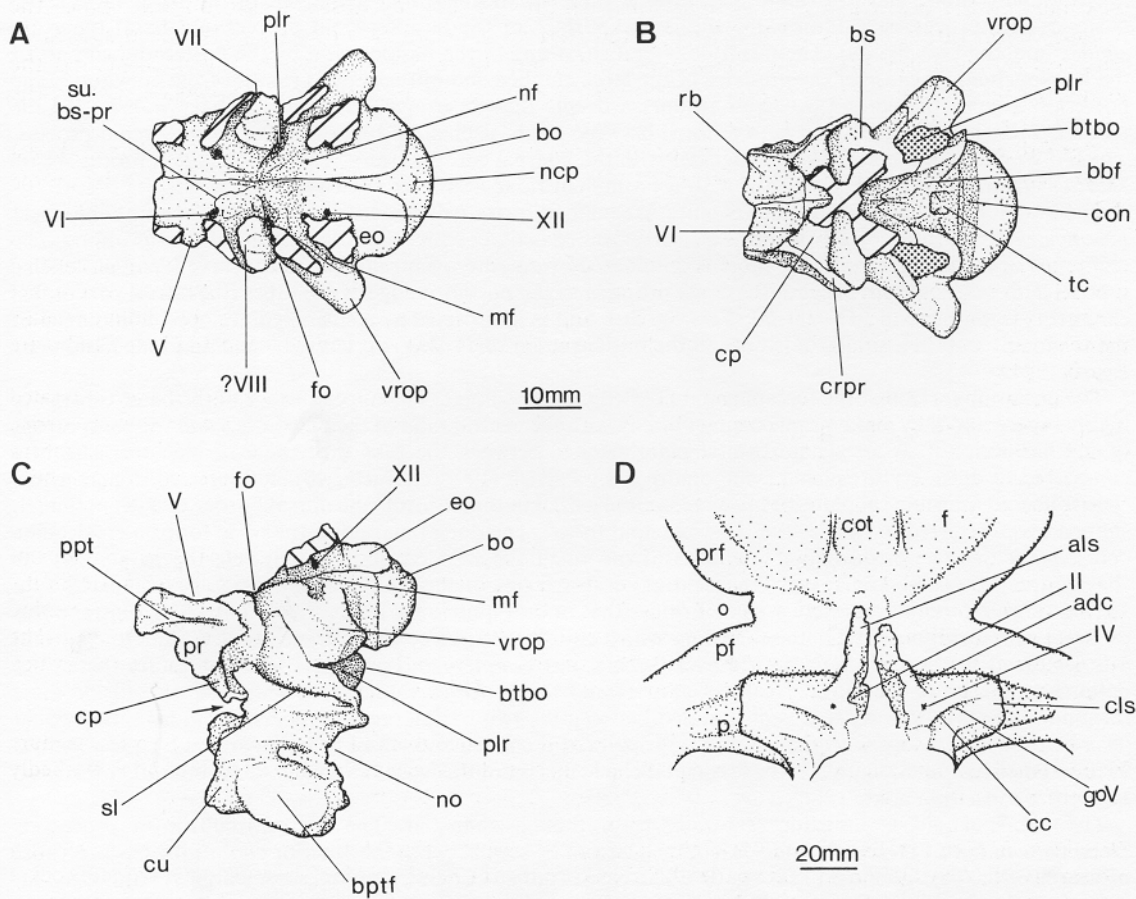 A
VII
plr
su.
bs-pr
nf
bo
ncp
VI
XII
eo
V
mf
?VIII
fo
vrop
10mm
B
bs
vrop
rb
plr
btbo
bbf
con
VI
tc
cp
crpr
C
fo
XII
V
eo
ppt
bo
mf
pr
vrop
cp
btbo
plr
sl
no
cu
bptf
D
cot
f
prf
als
II
o
adc
pf
IV
cls
p
goV
cc
20mm